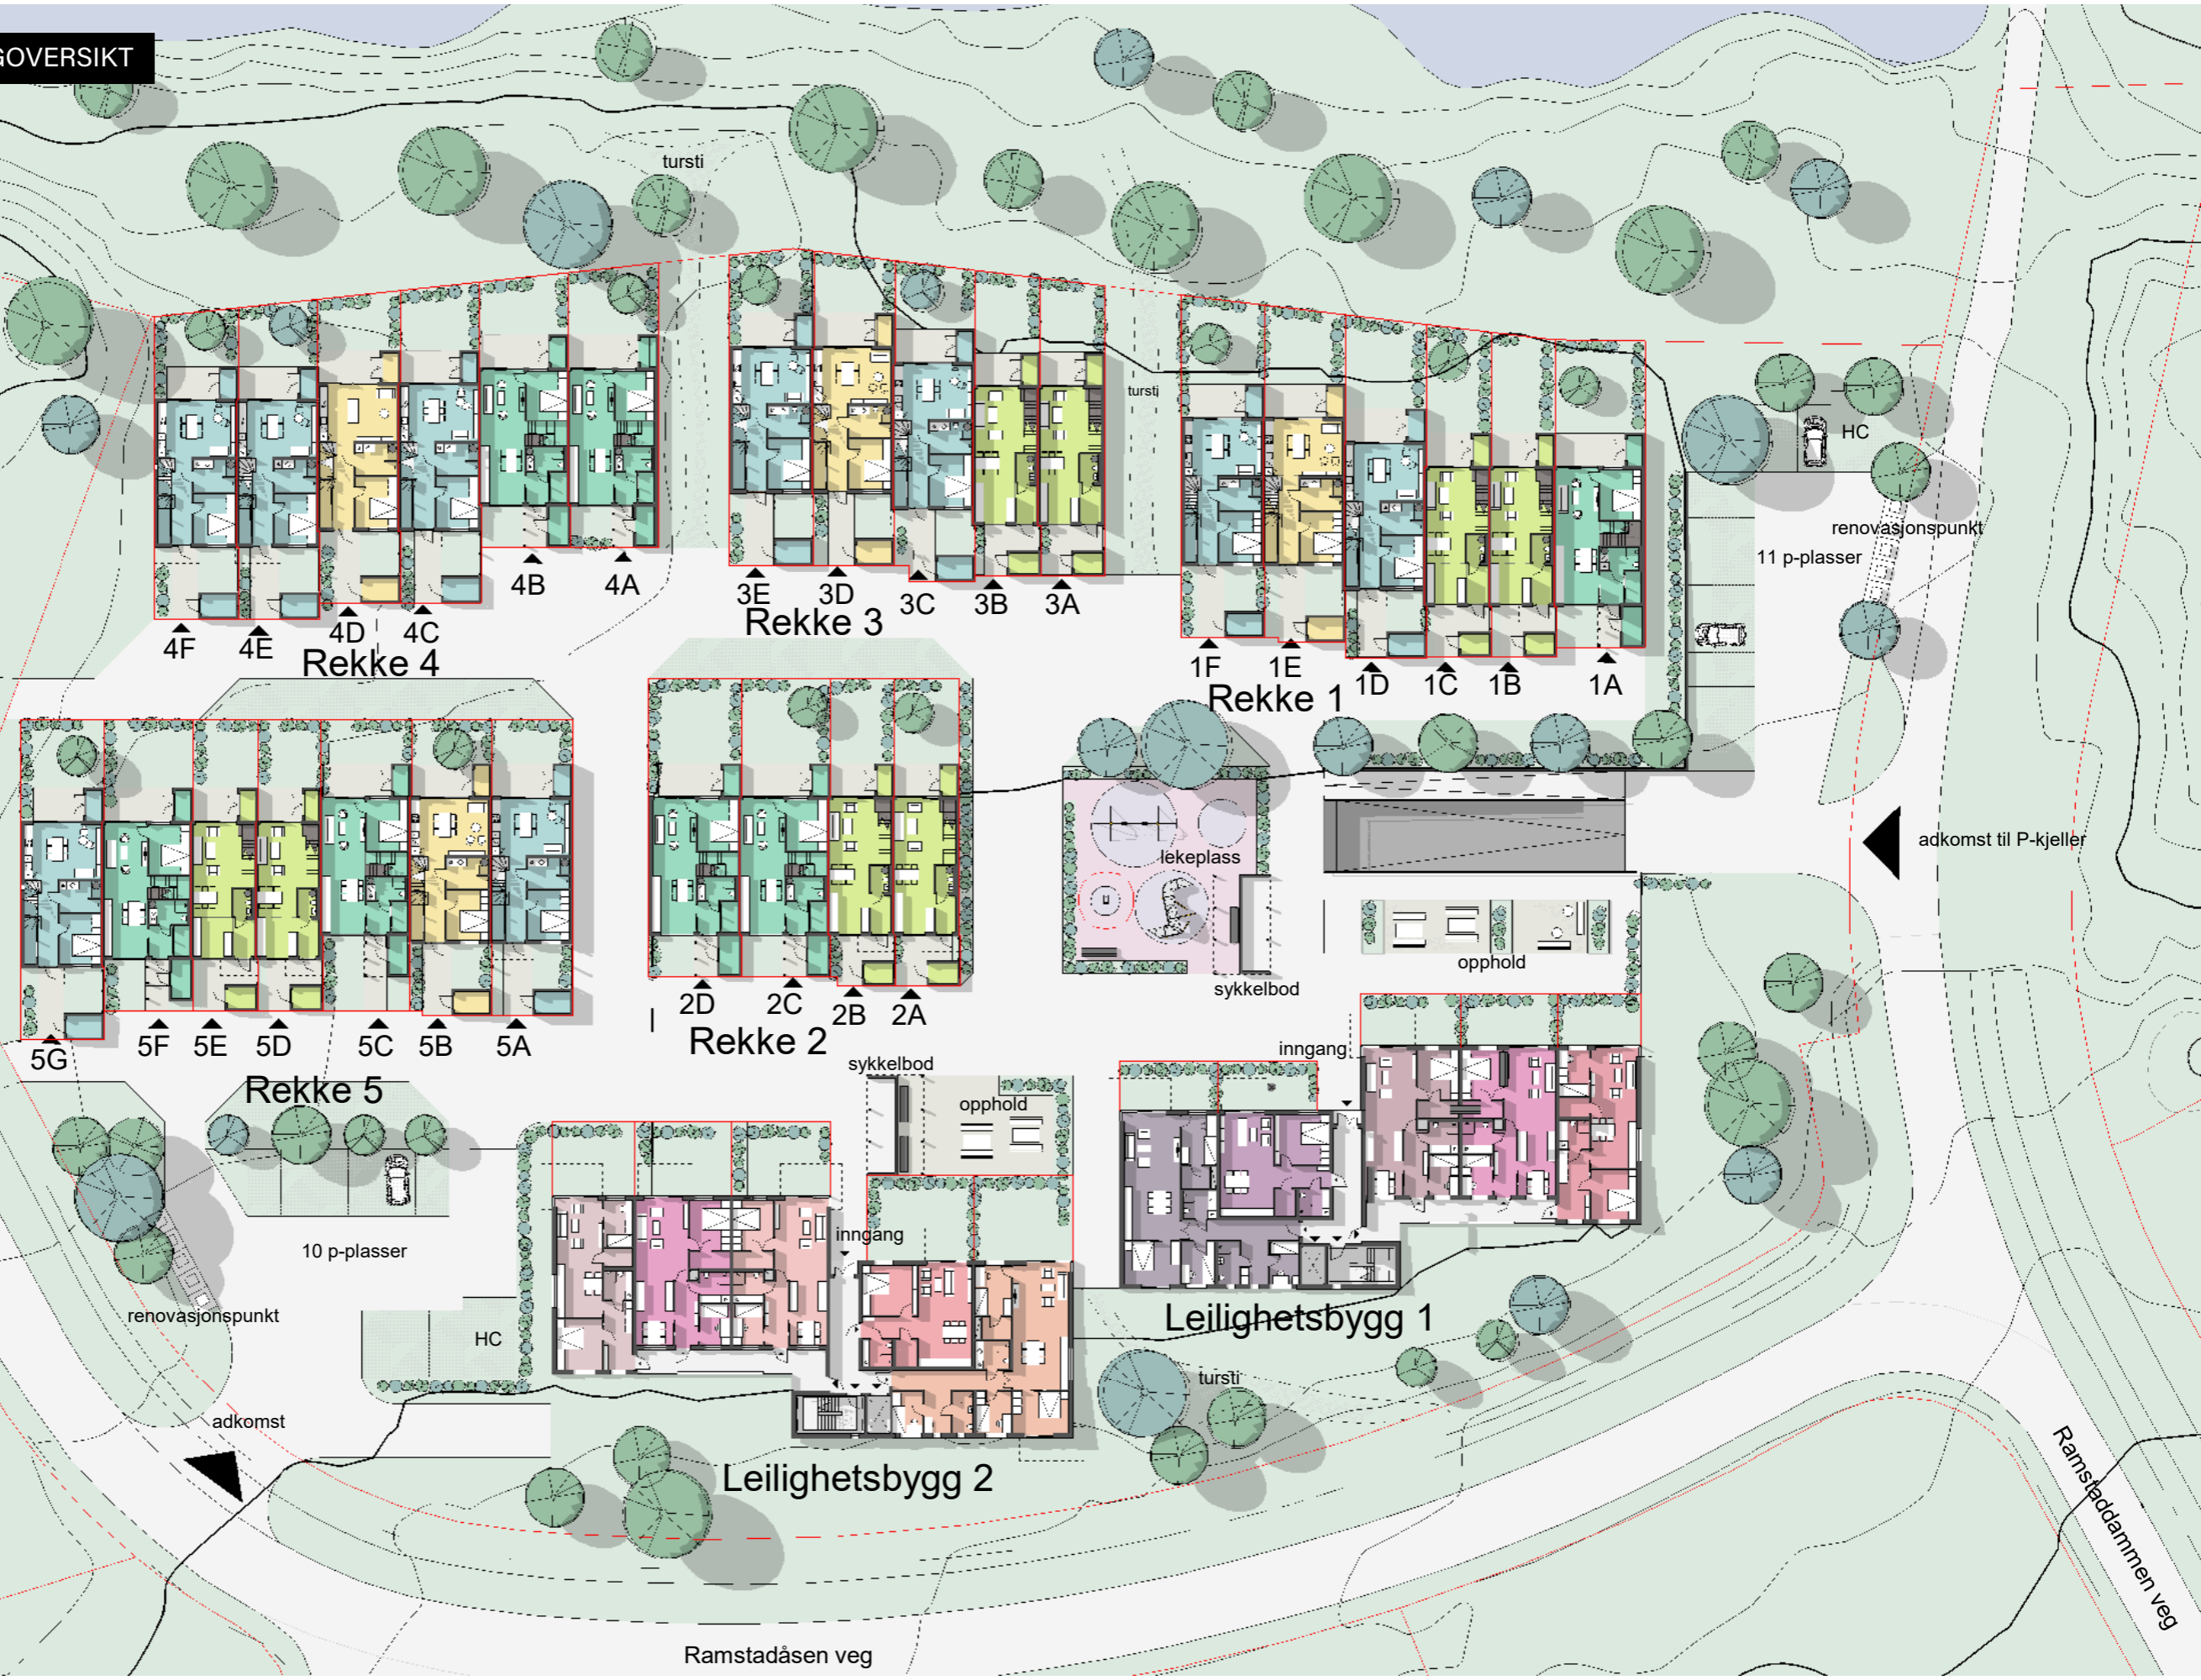 GOVERSIKT
tursti
tursti
HC
renovasjonspunkt
11 p-plasser
4F
4E
4D
4C
4B
4A
Rekke 4
3E
3D
3C
3B
3A
Rekke 3
1F
1E
1D
1C
1B
1A
Rekke 1
adkomst til P-kjeller
lekeplass
opphold
sykkelbod
5G
5F
5E
5D
5C
5B
5A
Rekke 5
2D
2C
2B
2A
Rekke 2
sykkelbod
opphold
inngang
inngang
10 p-plasser
renovasjonspunkt
HC
Leilighetsbygg 1
tursti
adkomst
Leilighetsbygg 2
Ramstadåsen veg
Ramstaddammen veg